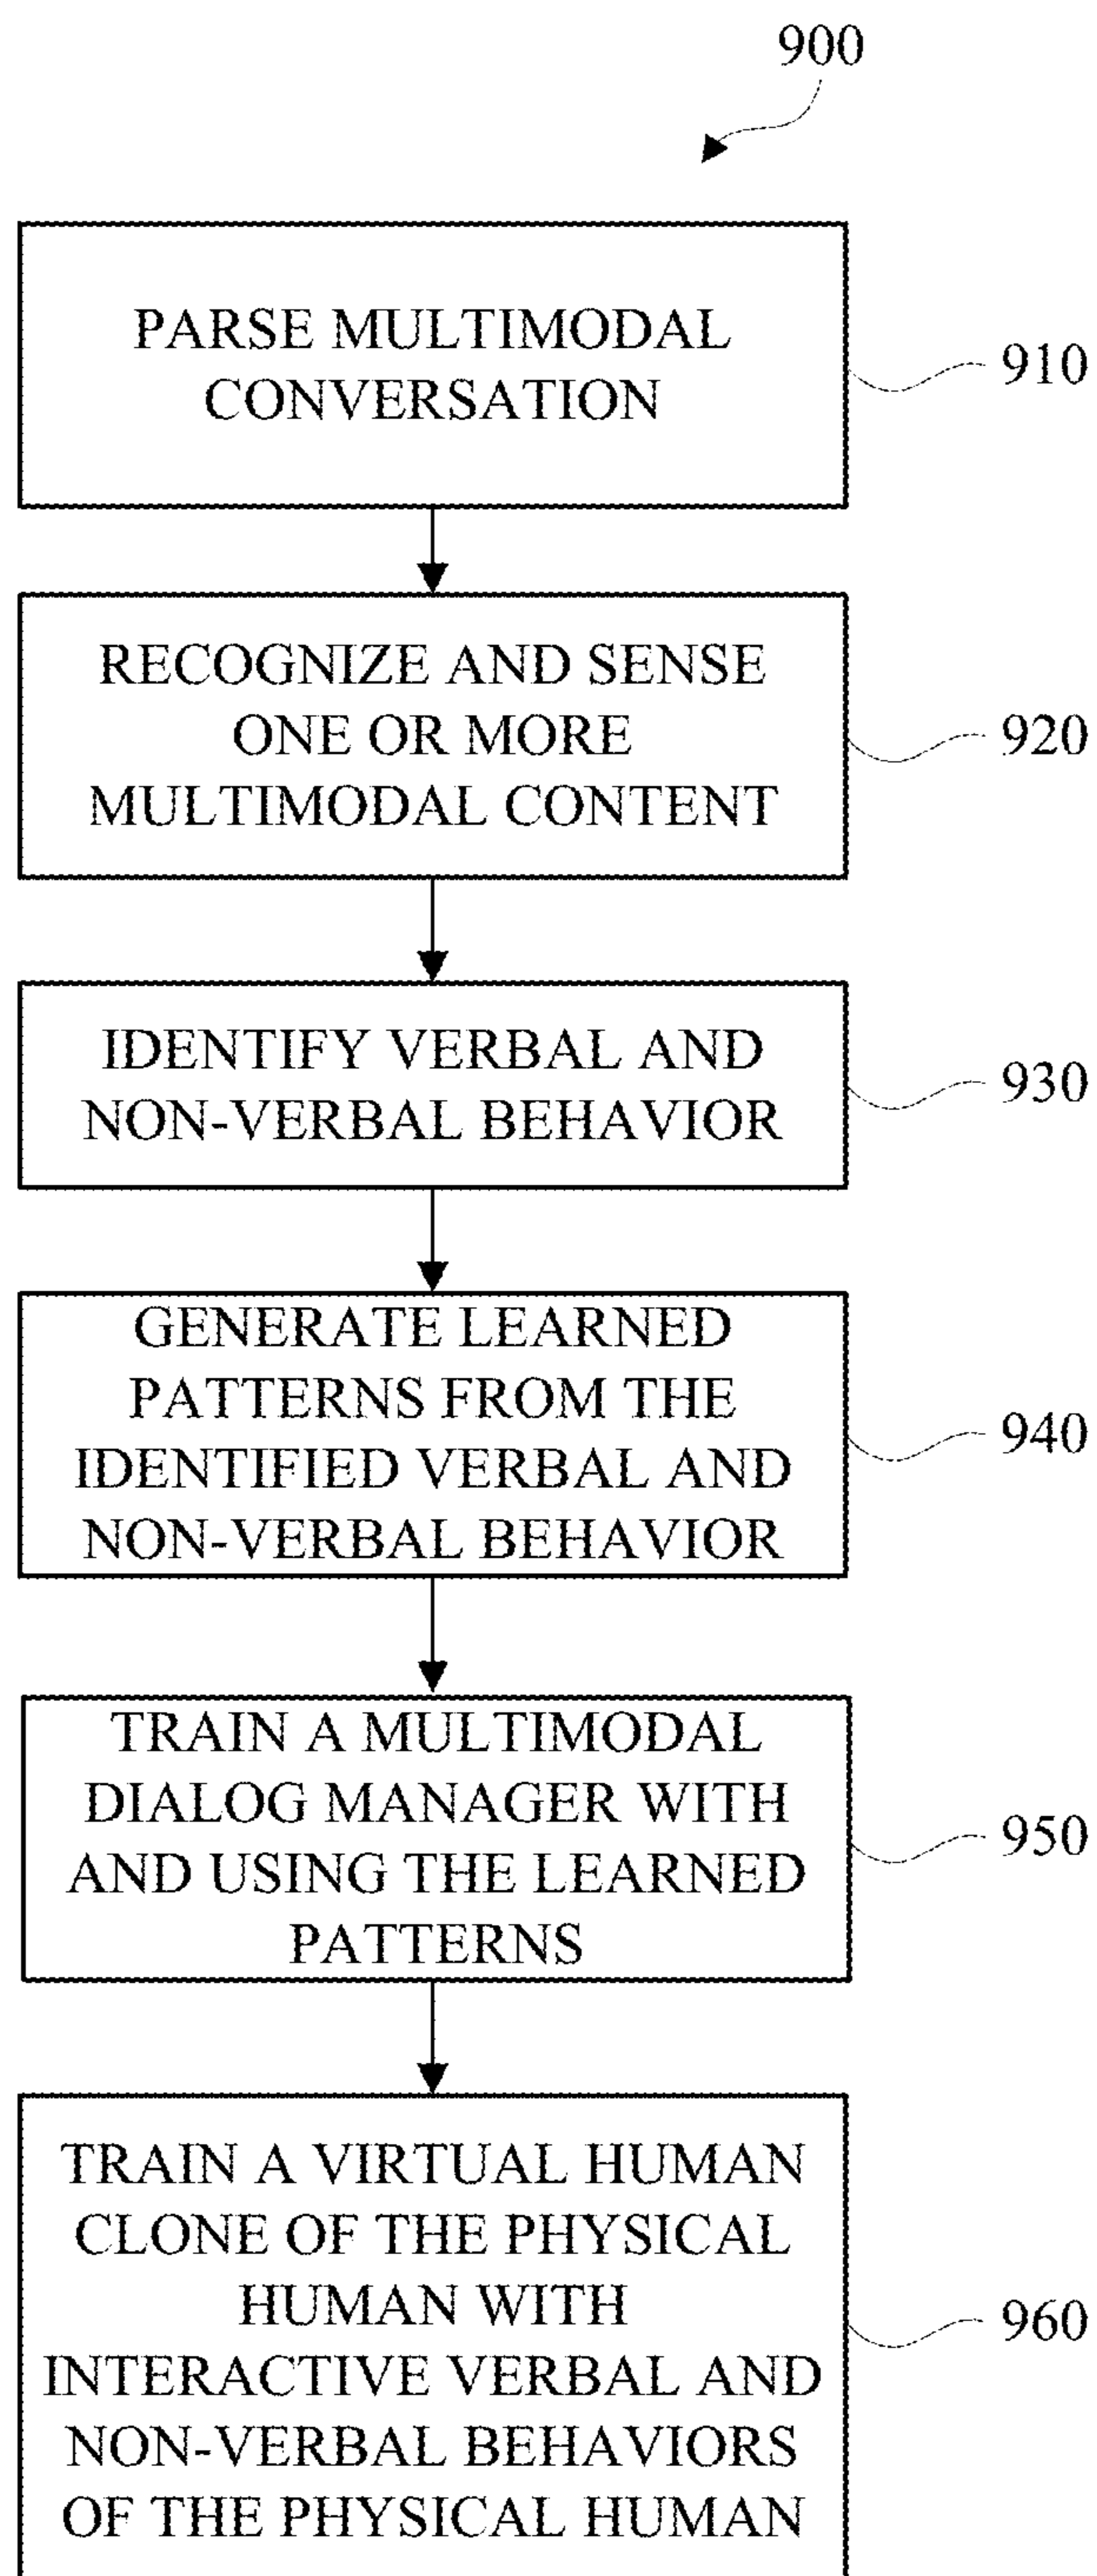 900
PARSE MULTIMODAL
CONVERSATION
910
RECOGNIZE AND SENSE
ONE OR MORE
MULTIMODAL CONTENT
920
IDENTIFY VERBAL AND
NON-VERBAL BEHAVIOR
930
GENERATE LEARNED
PATTERNS FROM THE
IDENTIFIED VERBAL AND
NON-VERBAL BEHAVIOR
940
TRAIN A MULTIMODAL
DIALOG MANAGER WITH
AND USING THE LEARNED
PATTERNS
950
TRAIN A VIRTUAL HUMAN
CLONE OF THE PHYSICAL
HUMAN WITH
INTERACTIVE VERBAL AND
NON-VERBAL BEHAVIORS
OF THE PHYSICAL HUMAN
960